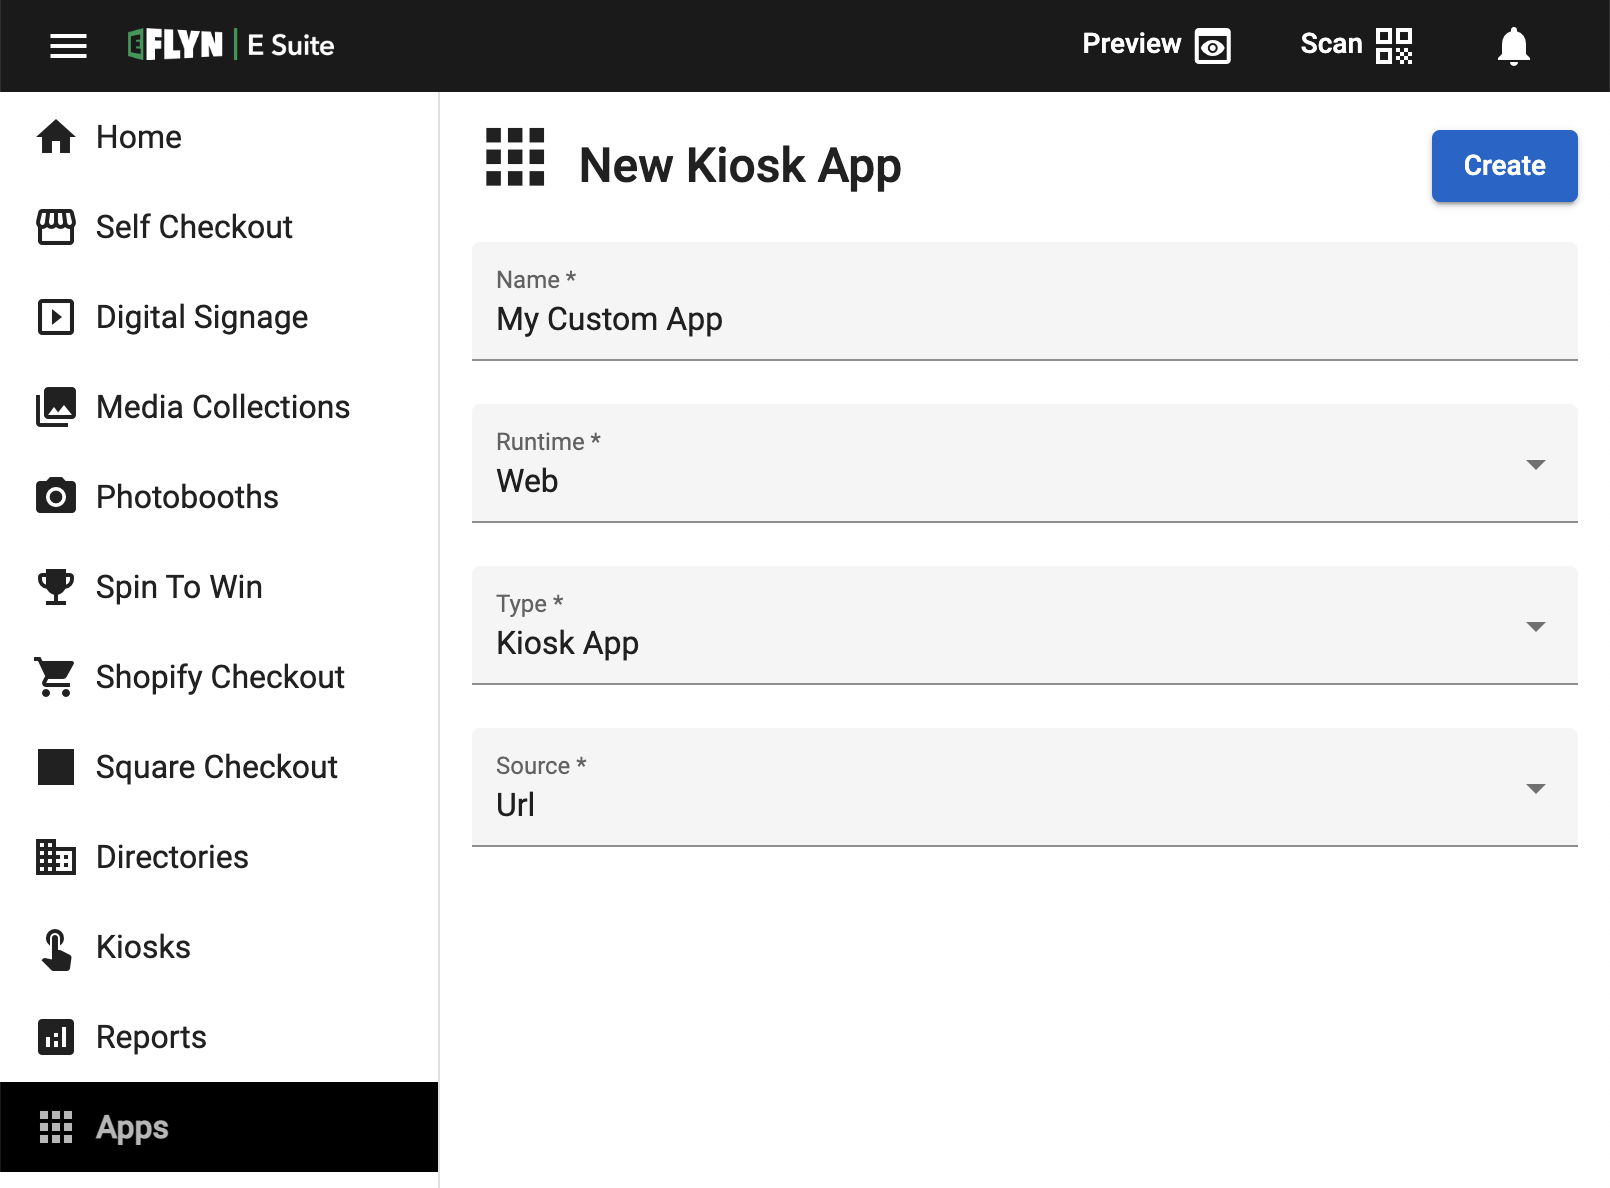 EFLYN | E Suite
Preview
Scan
Home
Self Checkout
Digital Signage
Media Collections
Photobooths
Spin To Win
Shopify Checkout
Square Checkout
Directories
Kiosks
Reports
Apps
New Kiosk App
Create
Name *
My Custom App
Runtime *
Web
Type *
Kiosk App
Source *
Url